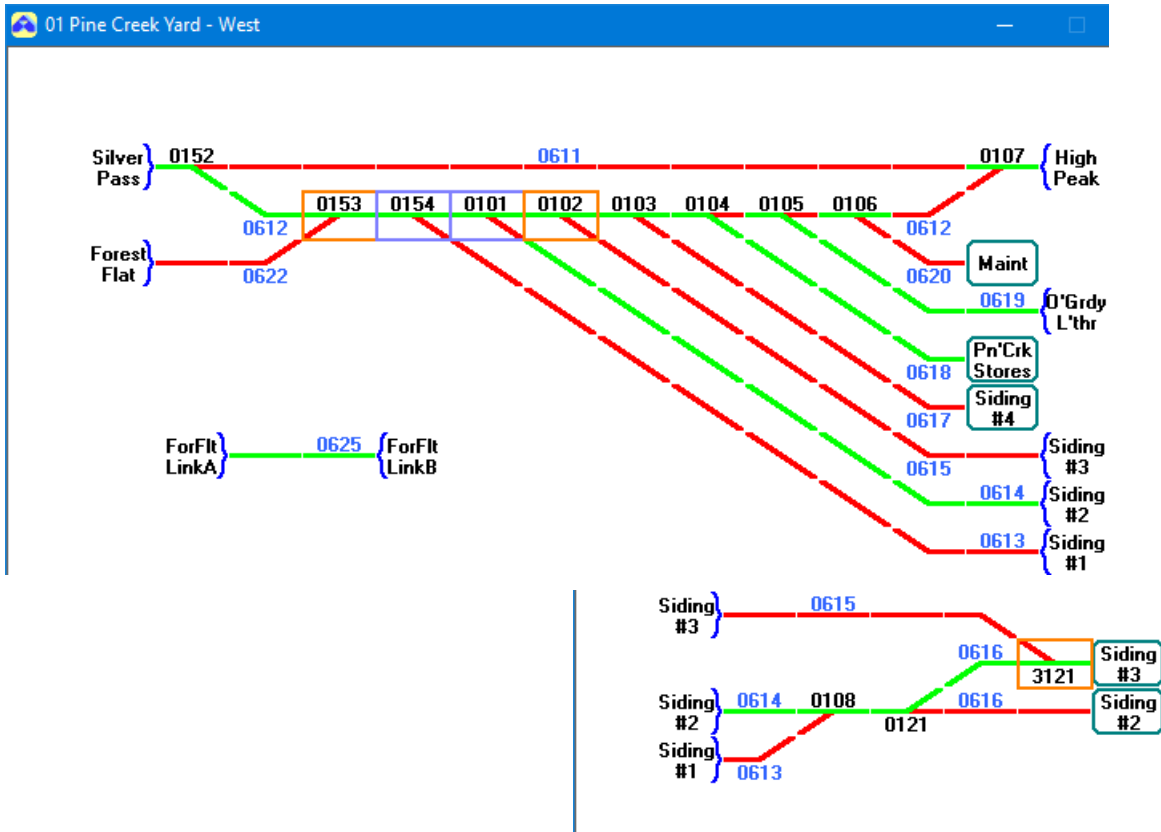 01 Pine Creek Yard - West
Silver
Pass
0152
0611
0107
High
Peak
0153
0154
0101
0102
0103
0104
0105
0106
0612
0612
Forest
Flat
0622
0620
Maint
0619
O'Grdy
L'thr
0618
Pn'Crk
Stores
0617
Siding
#4
ForFlt
LinkA
0625
ForFlt
LinkB
0615
Siding
#3
0614
Siding
#2
0613
Siding
#1
Siding
#3
0615
0616
3121
Siding
#3
Siding
#2
0614
0108
0121
0616
Siding
#2
Siding
#1
0613